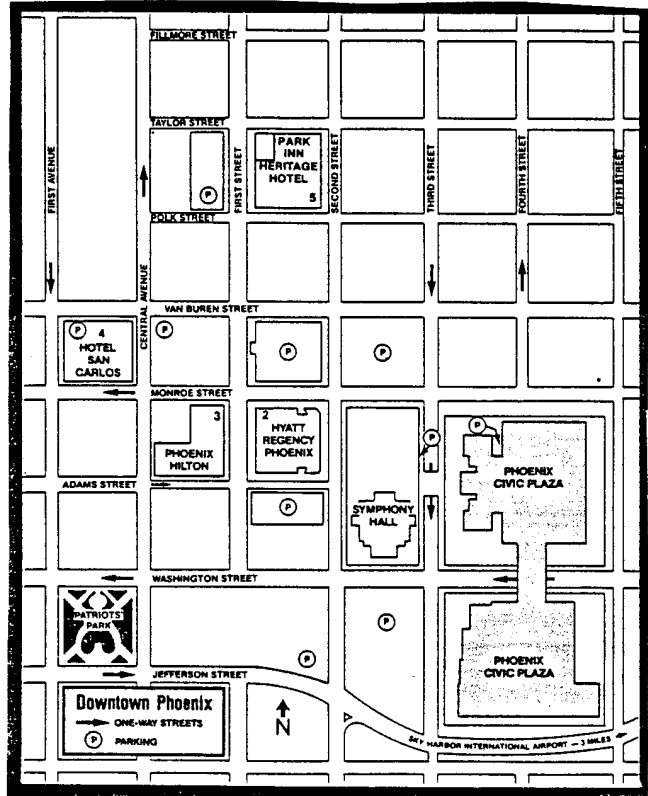 FILLMORE STREET
TAYLOR STREET
PARK
INN
HERITAGE
HOTEL
5
P
FIRST AVENUE
CENTRAL AVENUE
FIRST STREET
SECOND STREET
THIRD STREET
FOURTH STREET
FIFTH STREET
POLK STREET
VAN BUREN STREET
P
4
HOTEL
SAN
CARLOS
P
P
P
MONROE STREET
3
PHOENIX
HILTON
2
HYATT
REGENCY
PHOENIX
P
P
PHOENIX
CIVIC PLAZA
ADAMS STREET
P
SYMPHONY
HALL
WASHINGTON STREET
PATRIOTS'
PARK
P
P
PHOENIX
CIVIC PLAZA
JEFFERSON STREET
Downtown Phoenix
ONE-WAY STREETS
P PARKING
N
SKY HARBOR INTERNATIONAL AIRPORT — 3 MILES